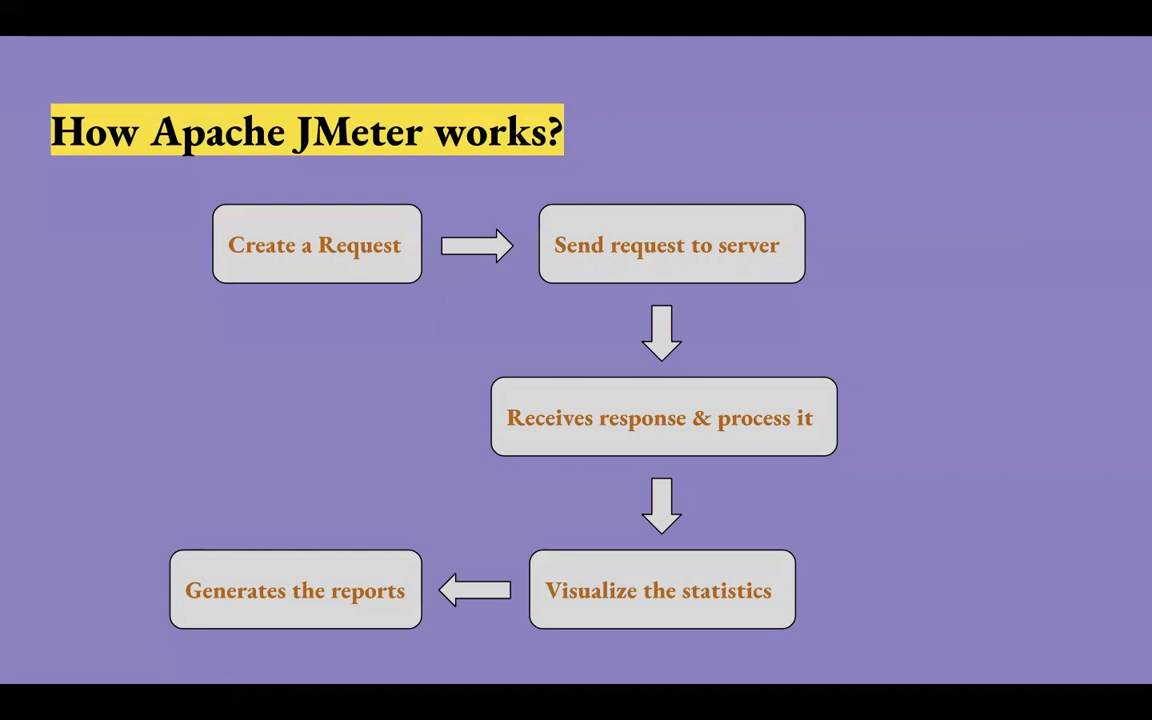 How Apache JMeter works?
Create a Request
Send request to server
Receives response & process it
Visualize the statistics
Generates the reports